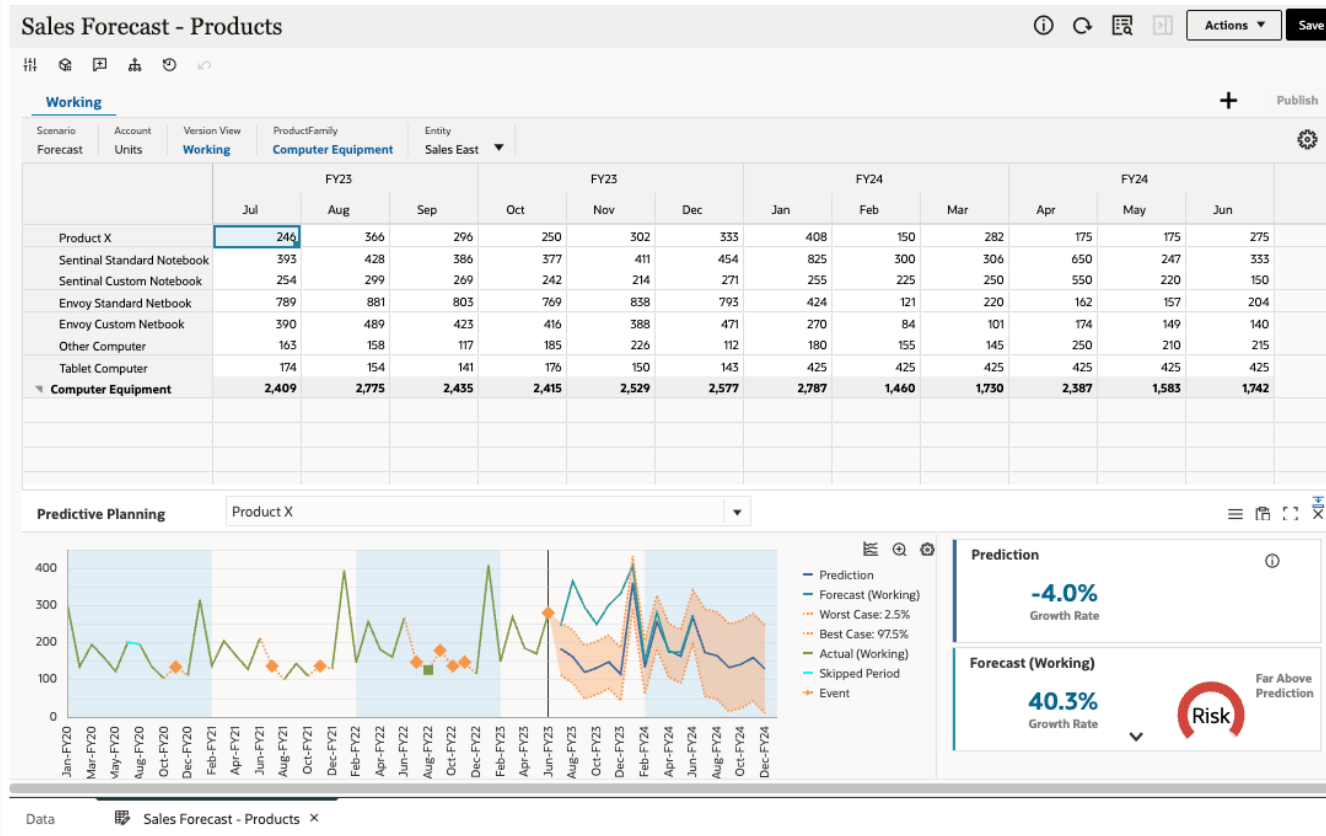 Sales Forecast - Products
Actions
Save
Working
Publish
Scenario Account Version View ProductFamily Entity
Forecast Units Working Computer Equipment Sales East
FY23 FY23 FY24 FY24
Jul Aug Sep Oct Nov Dec Jan Feb Mar Apr May Jun
Product X 246 366 296 250 302 333 408 150 282 175 175 275
Sentinal Standard Notebook 393 428 386 377 411 454 825 300 306 650 247 333
Sentinal Custom Notebook 254 299 269 242 214 271 255 225 250 550 220 150
Envoy Standard Netbook 789 881 803 769 838 793 424 121 220 162 157 204
Envoy Custom Netbook 390 489 423 416 388 471 270 84 101 174 149 140
Other Computer 163 158 117 185 226 112 180 155 145 250 210 215
Tablet Computer 174 154 141 176 150 143 425 425 425 425 425 425
Computer Equipment 2,409 2,775 2,435 2,415 2,529 2,577 2,787 1,460 1,730 2,387 1,583 1,742
Predictive Planning
Product X
400
300
200
100
0
Jan-FY20
Mar-FY20
May-FY20
Aug-FY20
Oct-FY20
Dec-FY20
Feb-FY21
Apr-FY21
Jun-FY21
Aug-FY21
Oct-FY21
Dec-FY21
Feb-FY22
Apr-FY22
Jun-FY22
Aug-FY22
Oct-FY22
Dec-FY22
Feb-FY23
Apr-FY23
Jun-FY23
Aug-FY23
Oct-FY23
Dec-FY23
Feb-FY24
Apr-FY24
Jun-FY24
Aug-FY24
Oct-FY24
Dec-FY24
Prediction
Forecast (Working)
Worst Case: 2.5%
Best Case: 97.5%
Actual (Working)
Skipped Period
Event
Prediction
-4.0%
Growth Rate
Forecast (Working)
40.3%
Growth Rate
Risk
Far Above
Prediction
Data
Sales Forecast - Products